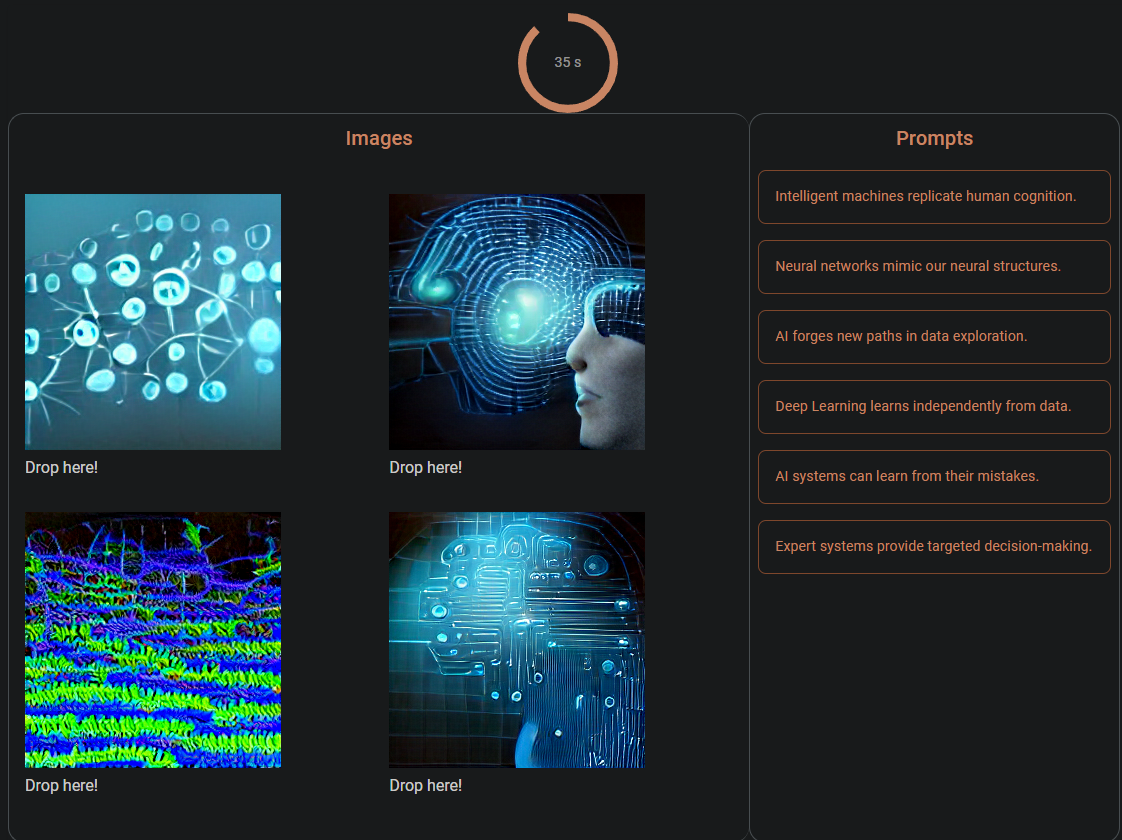 35 s
Images
Prompts
Drop here!
Drop here!
Drop here!
Drop here!
Intelligent machines replicate human cognition.
Neural networks mimic our neural structures.
AI forges new paths in data exploration.
Deep Learning learns independently from data.
AI systems can learn from their mistakes.
Expert systems provide targeted decision-making.